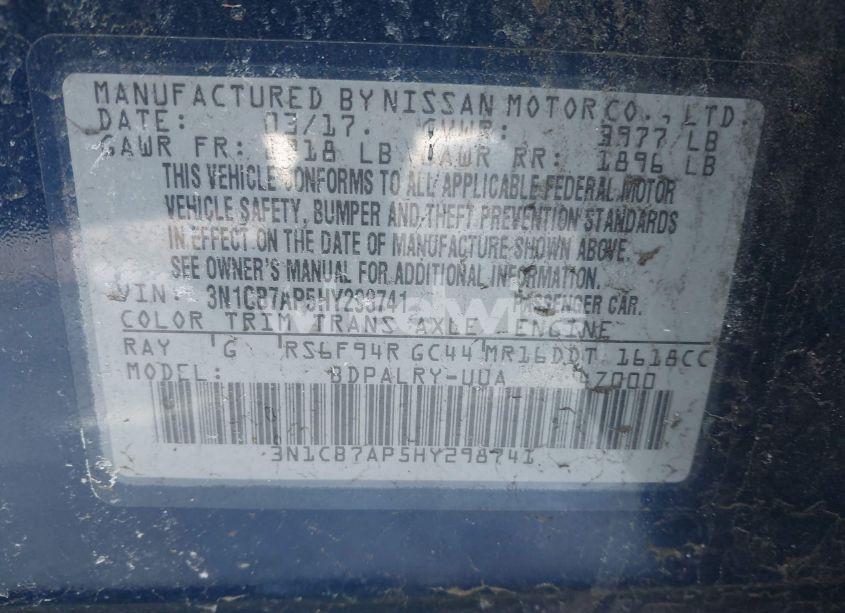 MANUFACTURED BY NISSAN MOTOR CO., LTD.
DATE: 03/17. GVWR: 3977 LB
GAWR FR: LB GAWR RR: 1896 LB
THIS VEHICLE CONFORMS TO ALL APPLICABLE FEDERAL MOTOR
VEHICLE SAFETY, BUMPER AND THEFT PREVENTION STANDARDS
IN EFFECT ON THE DATE OF MANUFACTURE SHOWN ABOVE.
SEE OWNER'S MANUAL FOR ADDITIONAL INFORMATION.
VIN: 3N1CB7AP5HY298741 PASSENGER CAR.
COLOR TRIM TRANS AXLE ENGINE
RAY G RS6F94R GC44 MR16DDT 1618CC
MODEL: BDPALRY-UUA
3N1CB7AP5HY298741